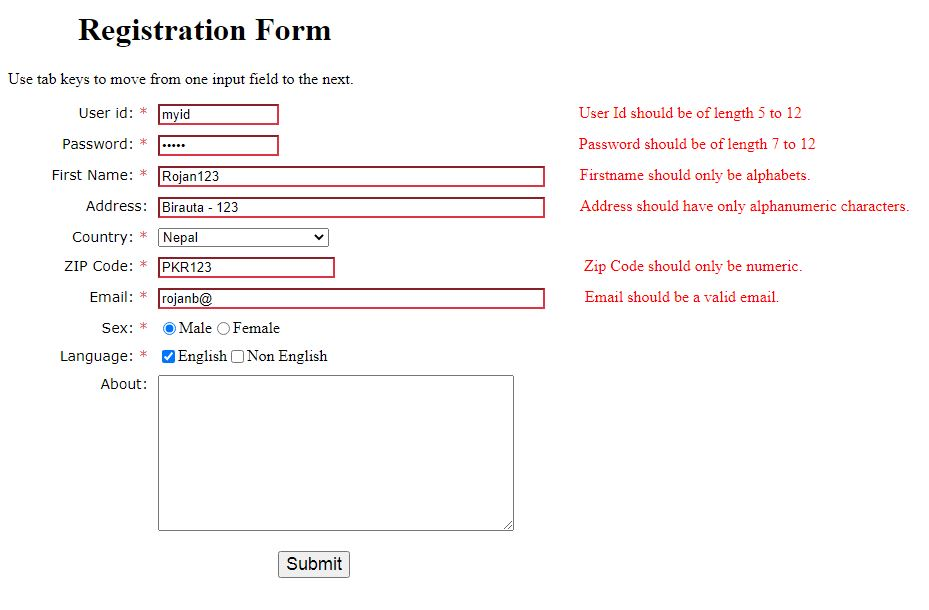 Registration Form
Use tab keys to move from one input field to the next.
User id: * myid User Id should be of length 5 to 12
Password: * ••••• Password should be of length 7 to 12
First Name: * Rojan123 Firstname should only be alphabets.
Address: Birauta - 123 Address should have only alphanumeric characters.
Country: * Nepal
ZIP Code: * PKR123 Zip Code should only be numeric.
Email: * rojanb@ Email should be a valid email.
Sex: * Male Female
Language: * English Non English
About:
Submit